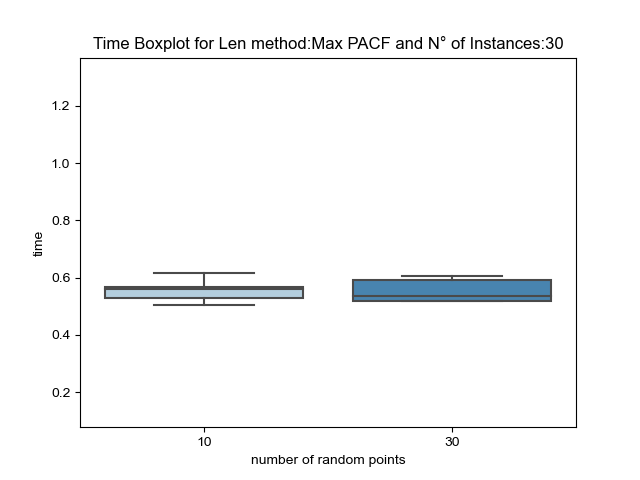 Time Boxplot for Len method:Max PACF and N° of Instances:30
1.2
1.0
0.8
0.6
0.4
0.2
time
10
30
number of random points